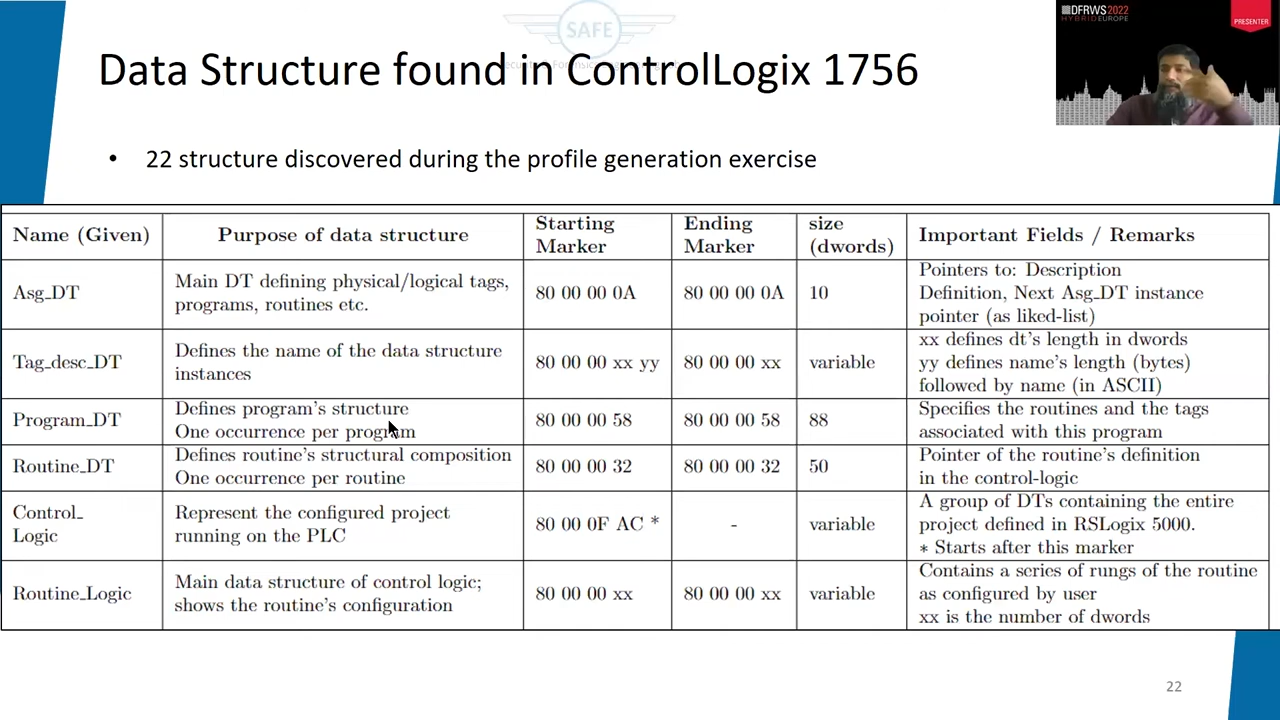 SAFE
DFRWS 2022
HYBRID EUROPE
PRESENTER
Data Structure found in ControlLogix 1756
• 22 structure discovered during the profile generation exercise
Name (Given) Purpose of data structure Starting Marker Ending Marker size (dwords) Important Fields / Remarks
Asg_DT
Main DT defining physical/logical tags,
programs, routines etc.
80 00 00 0A
80 00 00 0A
10
Pointers to: Description
Definition, Next Asg_DT instance
pointer (as liked-list)
Tag_desc_DT
Defines the name of the data structure
instances
80 00 00 xx yy
80 00 00 xx
variable
xx defines dt's length in dwords
yy defines name's length (bytes)
followed by name (in ASCII)
Program_DT
Defines program's structure
One occurrence per program
80 00 00 58
80 00 00 58
88
Specifies the routines and the tags
associated with this program
Routine_DT
Defines routine's structural composition
One occurrence per routine
80 00 00 32
80 00 00 32
50
Pointer of the routine's definition
in the control-logic
Control_
Logic
Represent the configured project
running on the PLC
80 00 0F AC *
-
variable
A group of DTs containing the entire
project defined in RSLogix 5000.
* Starts after this marker
Routine_Logic
Main data structure of control logic;
shows the routine's configuration
80 00 00 xx
80 00 00 xx
variable
Contains a series of rungs of the routine
as configured by user
xx is the number of dwords
22